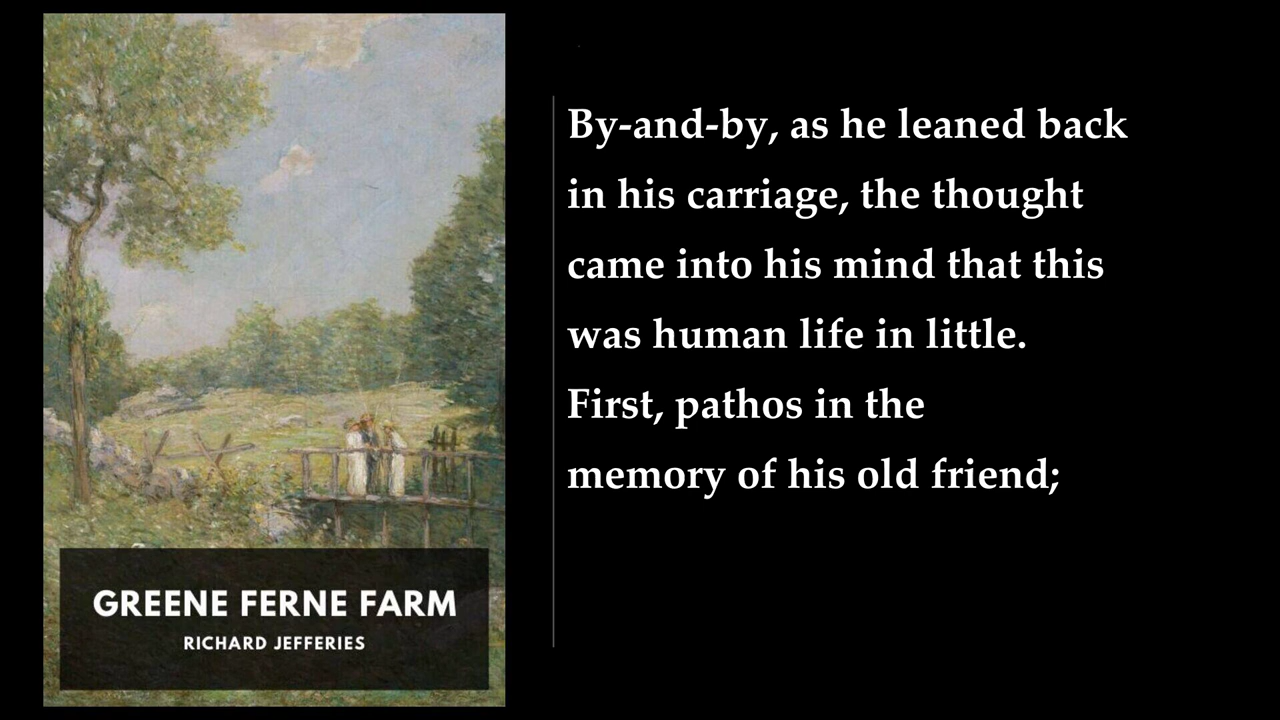 By-and-by, as he leaned back
in his carriage, the thought
came into his mind that this
was human life in little.
First, pathos in the
memory of his old friend;
GREENE FERNE FARM
RICHARD JEFFERIES